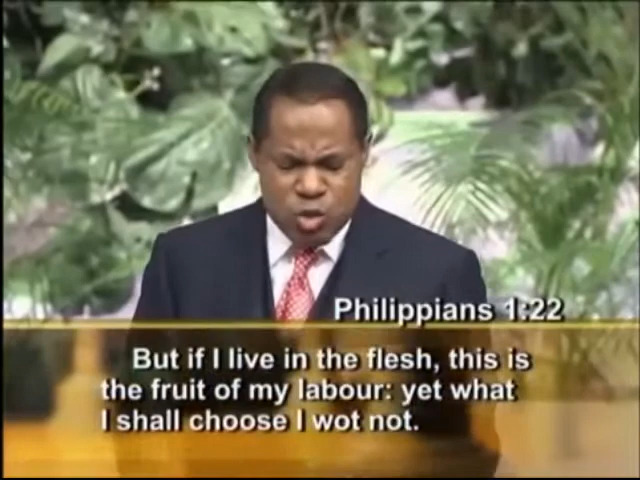 Philippians 1:22
But if I live in the flesh, this is
the fruit of my labour: yet what
I shall choose I wot not.